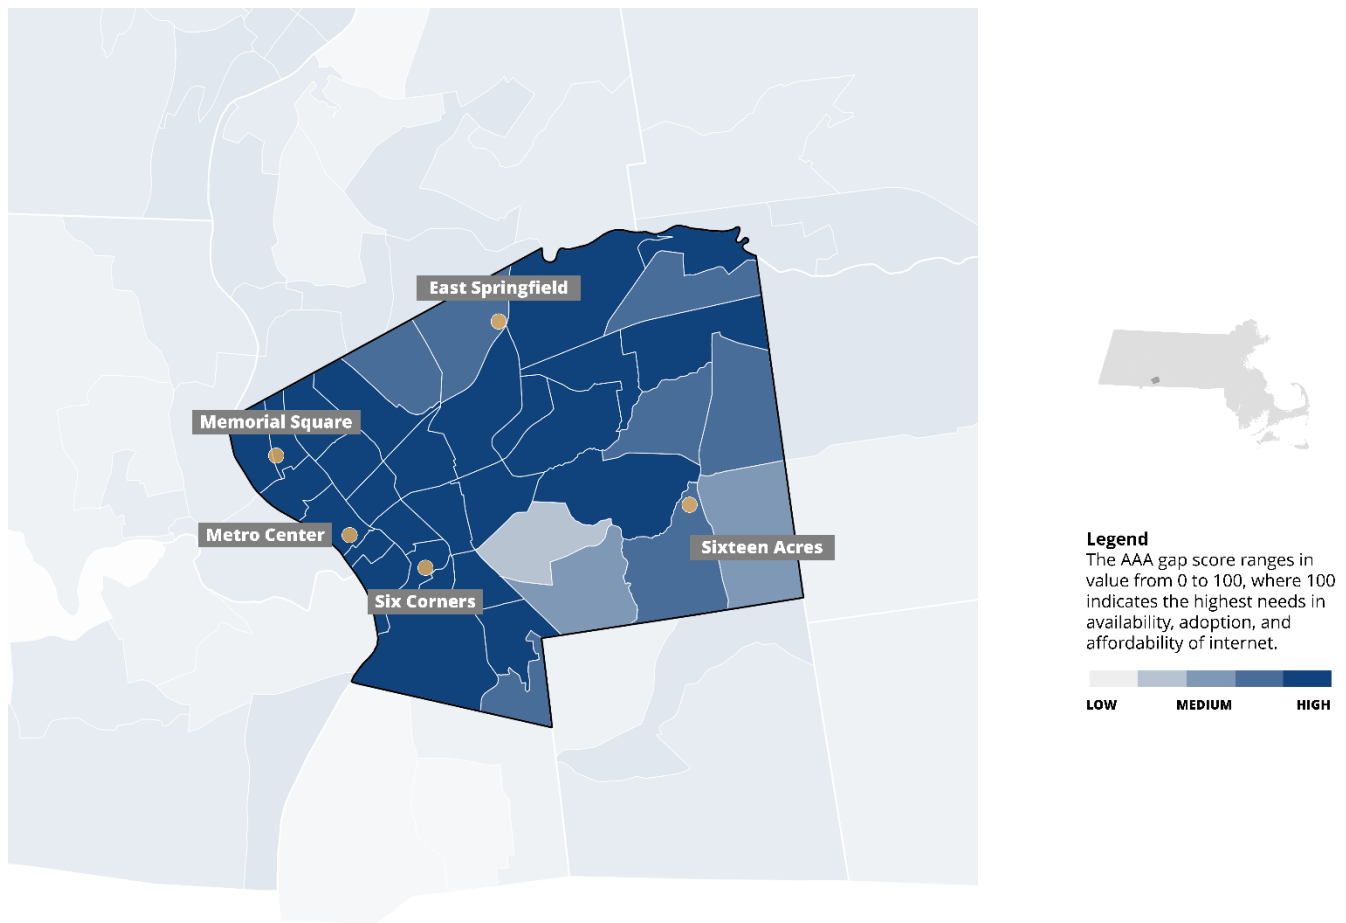 East Springfield
Memorial Square
Metro Center
Six Corners
Sixteen Acres
Legend
The AAA gap score ranges in
value from 0 to 100, where 100
indicates the highest needs in
availability, adoption, and
affordability of internet.
LOW MEDIUM HIGH